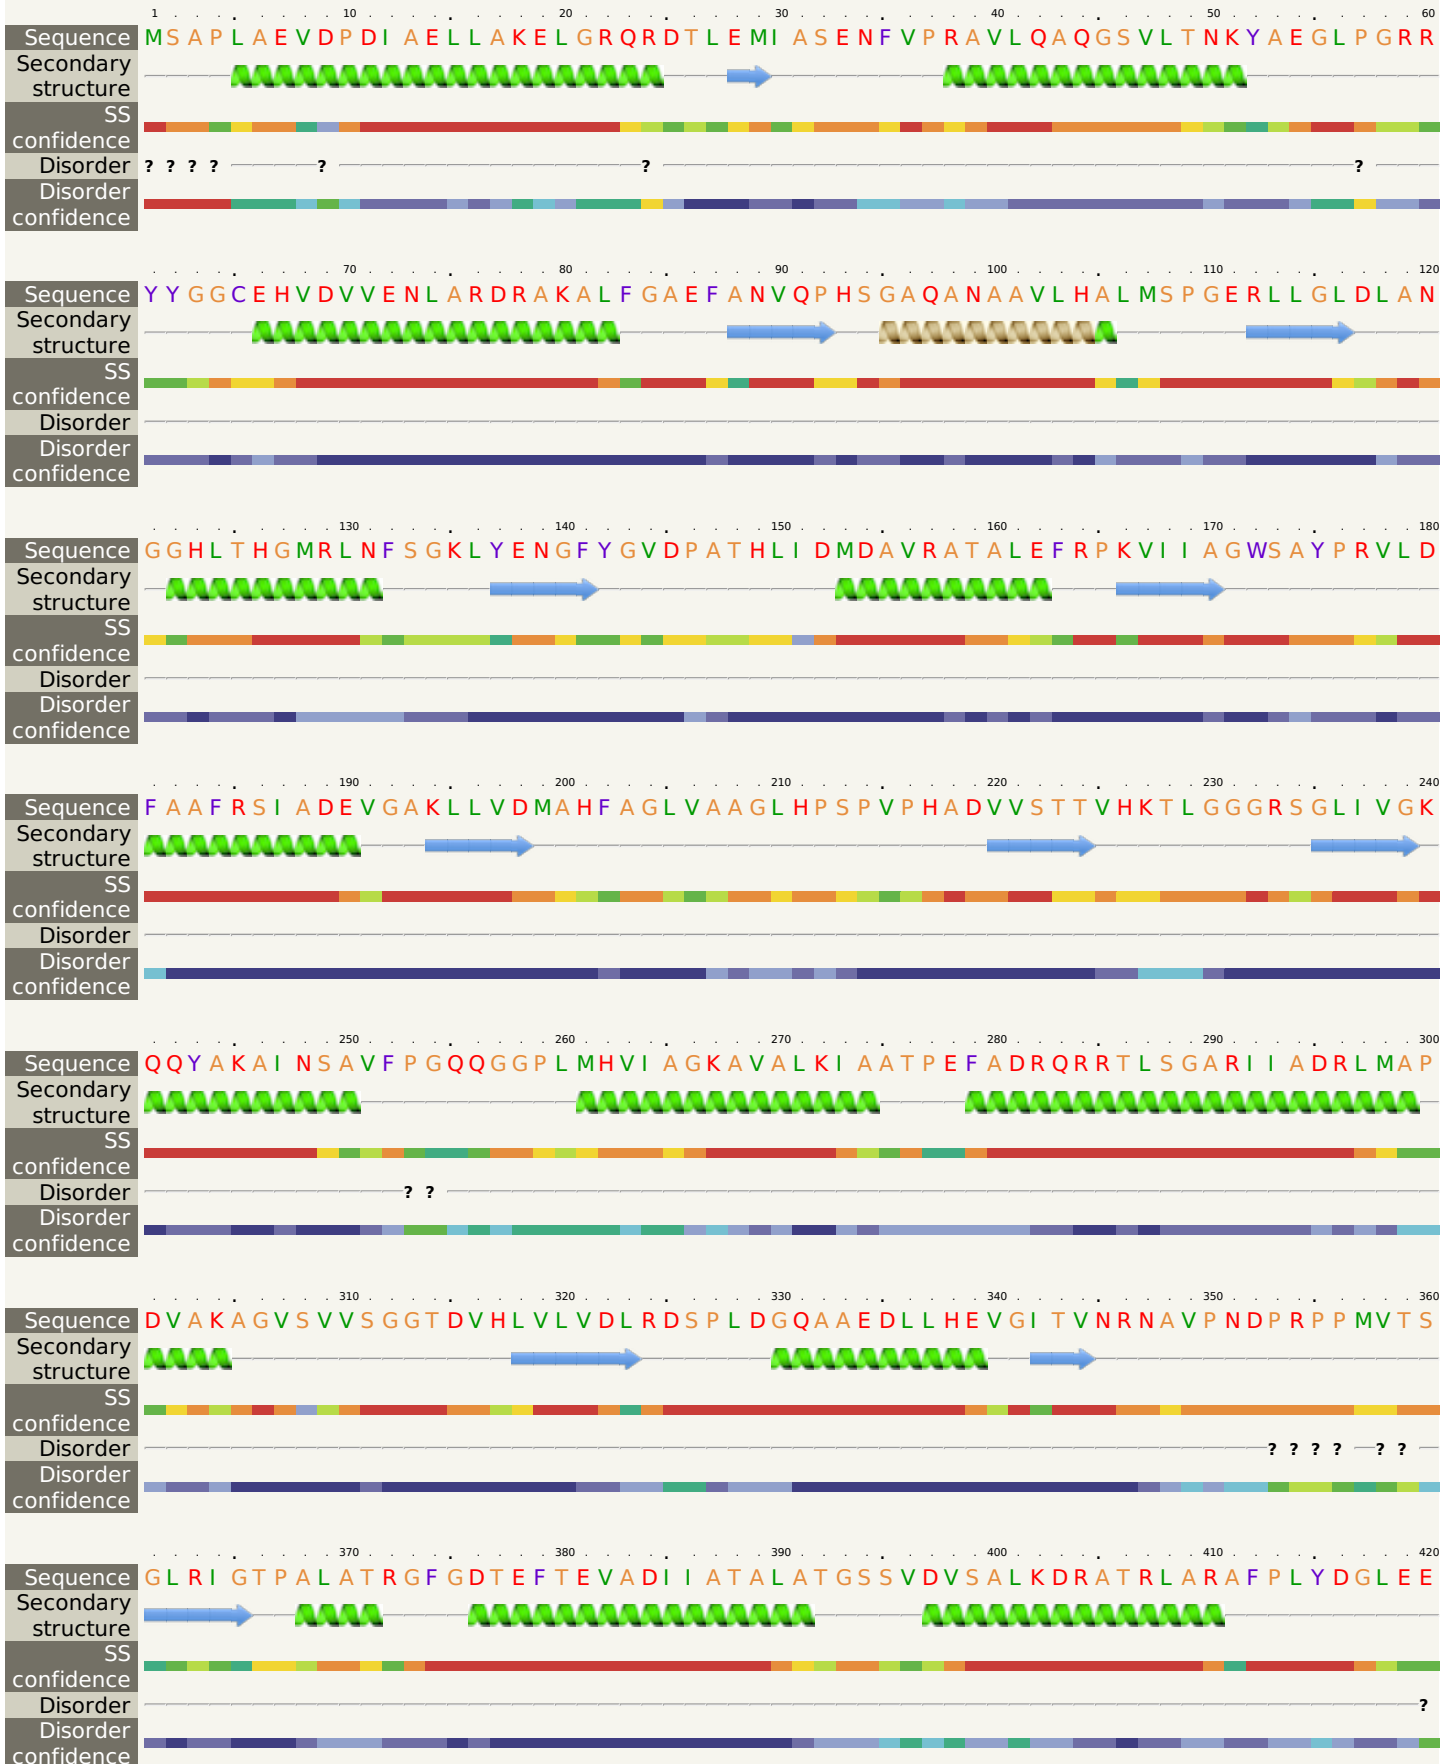 1 10 20 30 40 50 60
Sequence MSAPLAEVDPDIAELLAKELGRQRDTLEMIASENFVPRAVLQAQGSVLTNKYAEGLPGRR
Secondary
structure
SS
confidence
Disorder ? ? ? ? ? ? ?
Disorder
confidence
70 80 90 100 110 120
Sequence YYGGCEHVDVVENLARDRAKALFGAEFANVQPHSGAQANAAVLHALMSPGERLLGLDLAN
Secondary
structure
SS
confidence
Disorder
Disorder
confidence
130 140 150 160 170 180
Sequence GGHLTHGMRLNFSGKLYENGFYGVDPATHLIDMDAVRATALEFRPKVIIAGWSAYPRVLD
Secondary
structure
SS
confidence
Disorder
Disorder
confidence
190 200 210 220 230 240
Sequence FAAFRSIADEVGAKLLVDMAHFAGLVAAGLHPSPVPHADVVSTTVHKTLGGGRSGLIVGK
Secondary
structure
SS
confidence
Disorder
Disorder
confidence
250 260 270 280 290 300
Sequence QQYAKAINSAVFPGQQGGPLMHVIAGKAVALKIAATPEFADRQRRTLSGARIIADRLMAP
Secondary
structure
SS
confidence
Disorder ? ?
Disorder
confidence
310 320 330 340 350 360
Sequence DVAKAGVSVVSGGTDVHLVLVDLRDSPLDGQAAEDLLHEVGITVNRNAVPNDPRPPMVTS
Secondary
structure
SS
confidence
Disorder ? ? ? ? ? ?
Disorder
confidence
370 380 390 400 410 420
Sequence GLRIGTPALATRGFGDTEFTEVADIIATALATGSSVDVSALKDRATRLARAFPLYDGLEE
Secondary
structure
SS
confidence
Disorder ?
Disorder
confidence